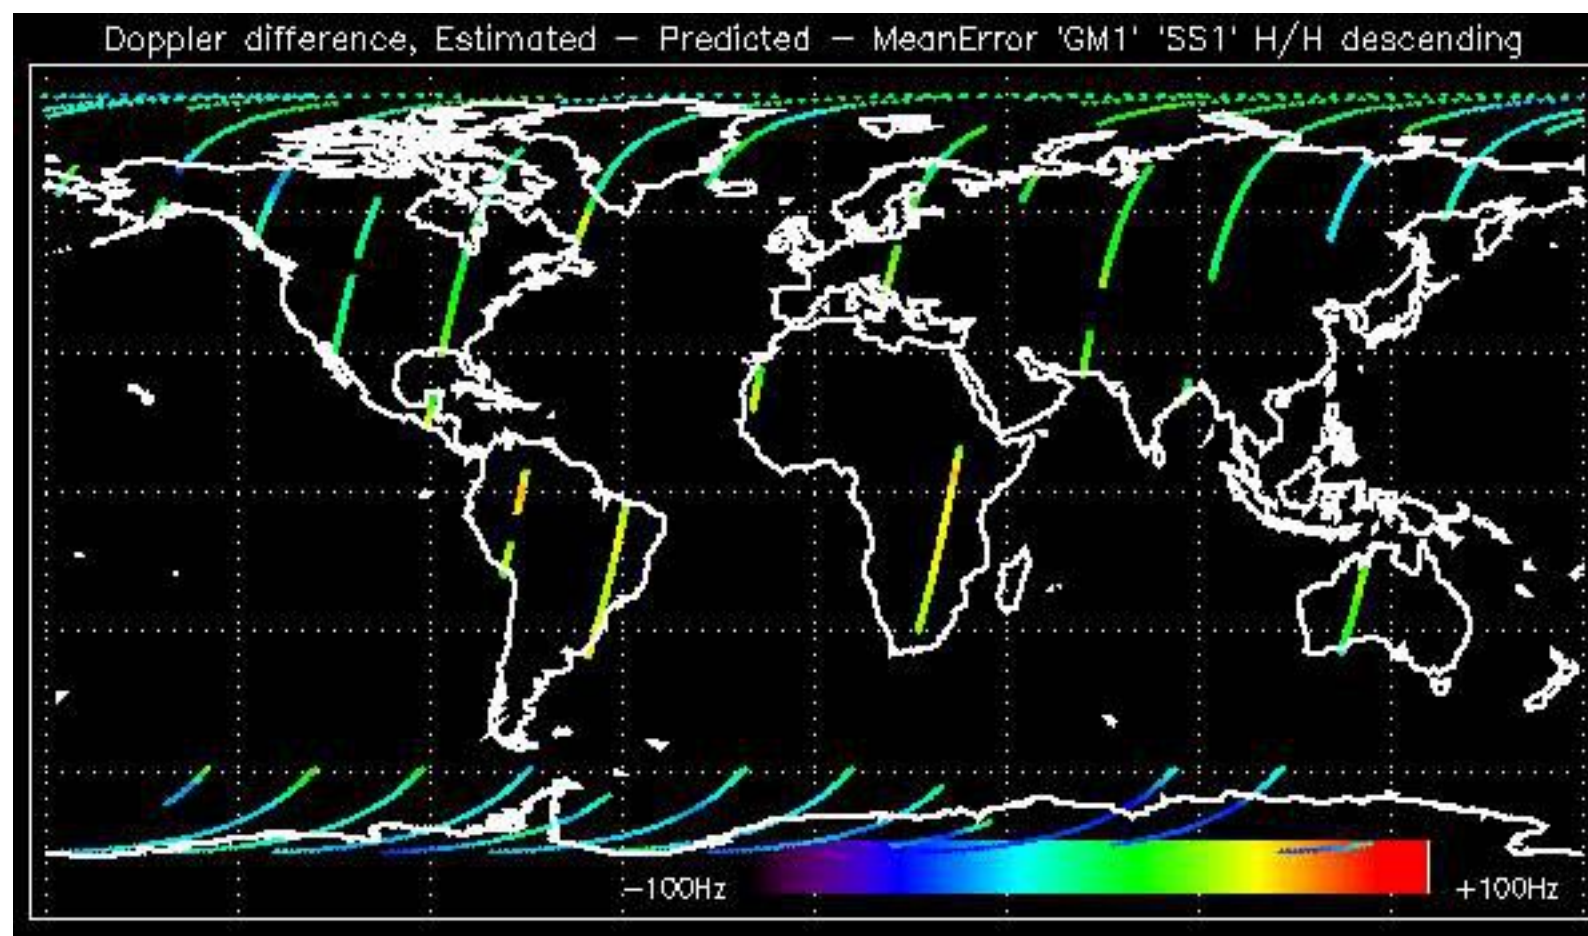 Doppler difference, Estimated — Predicted — MeanError 'GM1' 'SS1' H/H descending
−100Hz
+100Hz